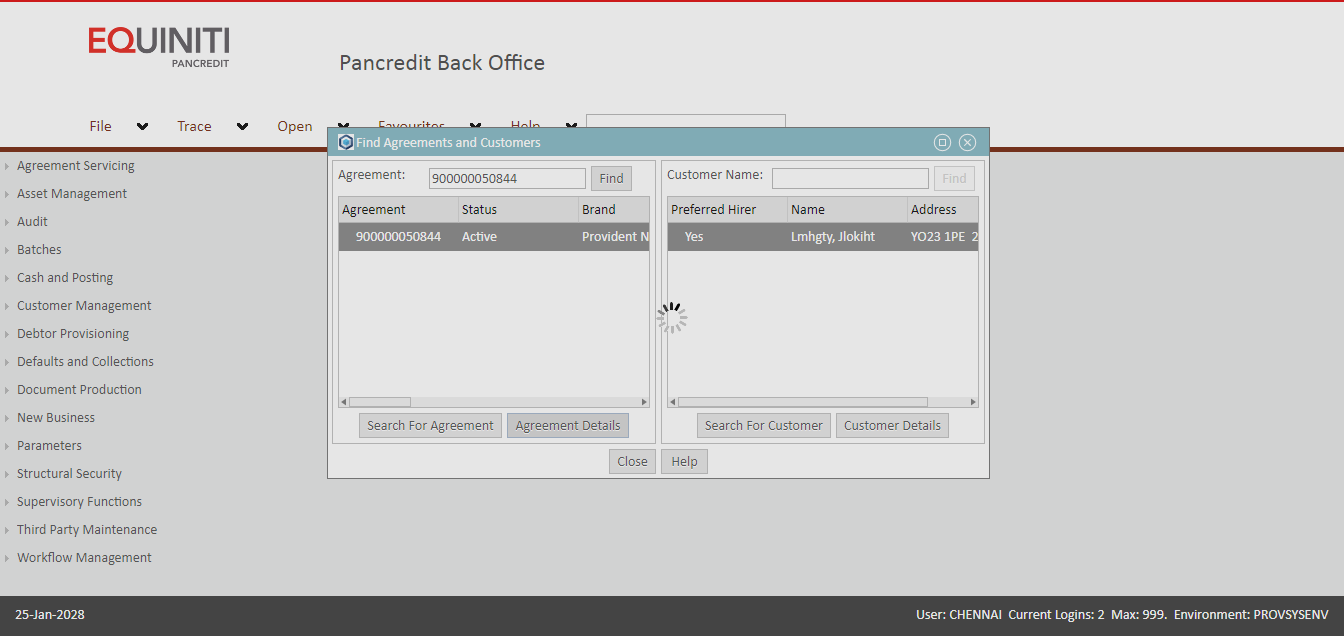 EQUINITI
PANCREDIT
Pancredit Back Office
File Trace Open Favourites Help
Find Agreements and Customers
Agreement: 900000050844 Find
Customer Name: Find
Agreement Status Brand
900000050844 Active Provident N
Preferred Hirer Name Address
Yes Lmhgty, Jlokiht YO23 1PE 2
Search For Agreement Agreement Details
Search For Customer Customer Details
Close Help
Agreement Servicing
Asset Management
Audit
Batches
Cash and Posting
Customer Management
Debtor Provisioning
Defaults and Collections
Document Production
New Business
Parameters
Structural Security
Supervisory Functions
Third Party Maintenance
Workflow Management
25-Jan-2028
User: CHENNAI Current Logins: 2 Max: 999. Environment: PROVSYSENV